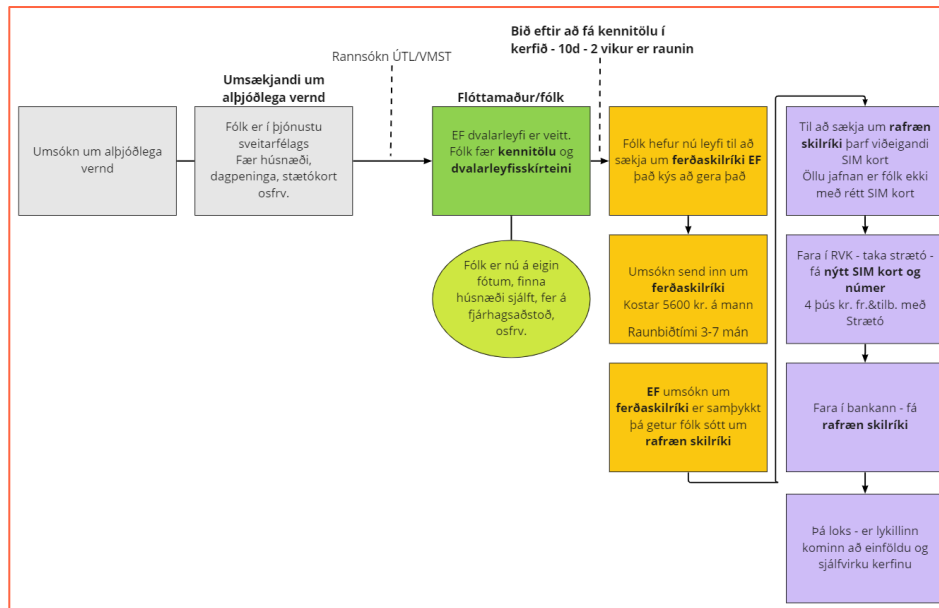 Umsókn um alþjóðlega
vernd
Umsækjandi um
alþjóðlega vernd
Fólk er í þjónustu
sveitarfélags
Fær húsnæði,
dagpeninga, stætókort
osfrv.
Rannsókn ÚTL/VMST
Flóttamaður/fólk
EF dvalarleyfi er veitt.
Fólk fær kennitölu og
dvalarleyfisskírteini
Fólk er nú á eigin
fótum, finna
húsnæði sjálft, fer á
fjárhagsaðstoð,
osfrv.
Bið eftir að fá kennitölu í
kerfið - 10d - 2 vikur er raunin
Fólk hefur nú leyfi til að
sækja um ferðaskilríki EF
það kýs að gera það
Umsókn send inn um
ferðaskilríki
Kostar 5600 kr. á mann
Raunbiðtími 3-7 mán
EF umsókn um
ferðaskilríki er samþykkt
þá getur fólk sótt um
rafræn skilríki
Til að sækja um rafræn
skilríki þarf viðeigandi
SIM kort
Öllu jafnan er fólk ekki
með rétt SIM kort
Fara í RVK - taka strætó -
fá nýtt SIM kort og
númer
4 þús kr. fr.&tilb. með
Strætó
Fara í bankann - fá
rafræn skilríki
Þá loks - er lykillinn
kominn að einföldu og
sjálfvirku kerfinu